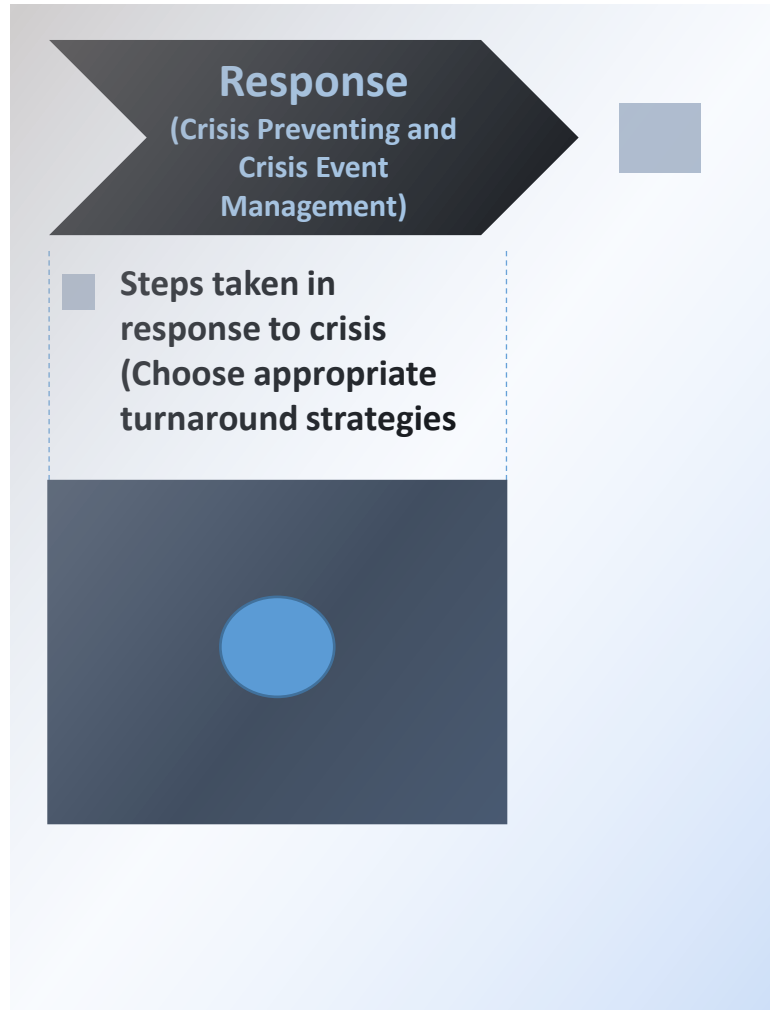 Response
(Crisis Preventing and
Crisis Event
Management)
Steps taken in
response to crisis
(Choose appropriate
turnaround strategies